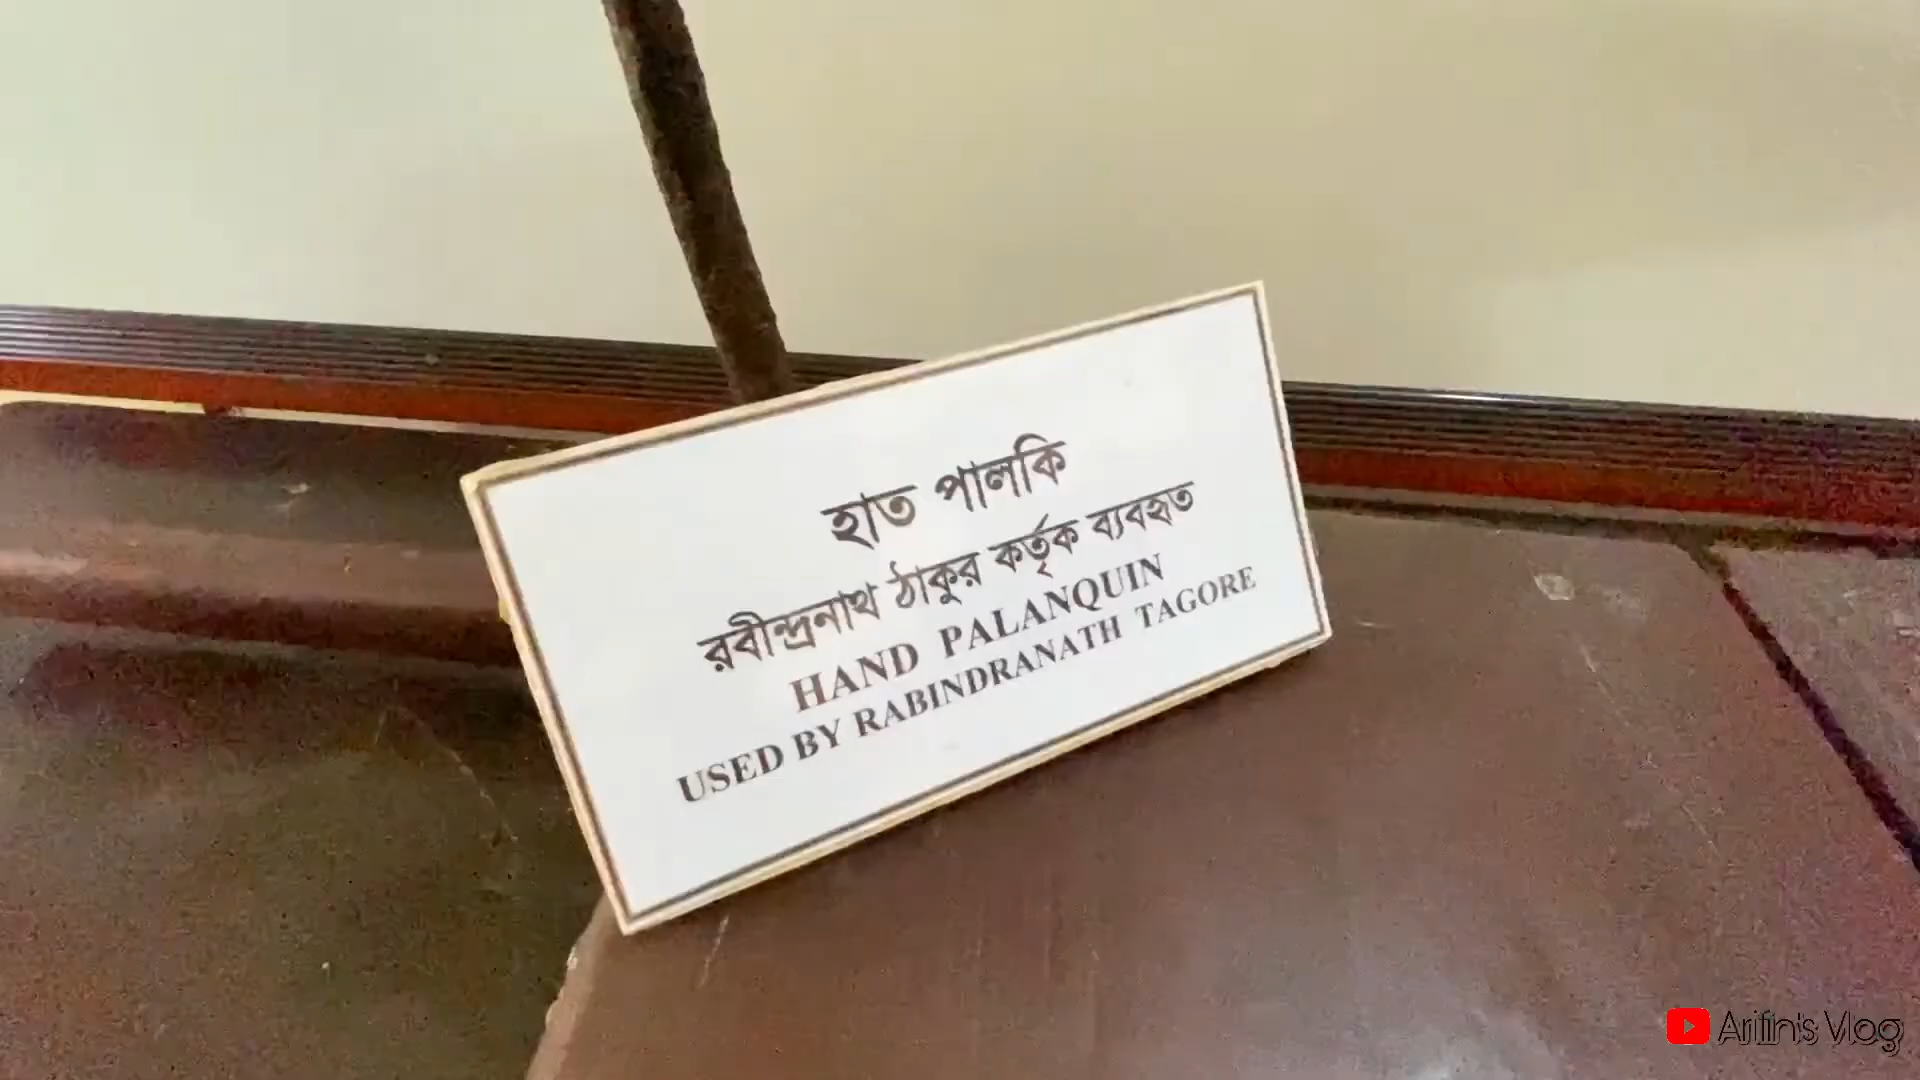 হাত পালকি
রবীন্দ্রনাথ ঠাকুর কর্তৃক ব্যবহৃত
HAND PALANQUIN
USED BY RABINDRANATH TAGORE
Arifin's Vlog